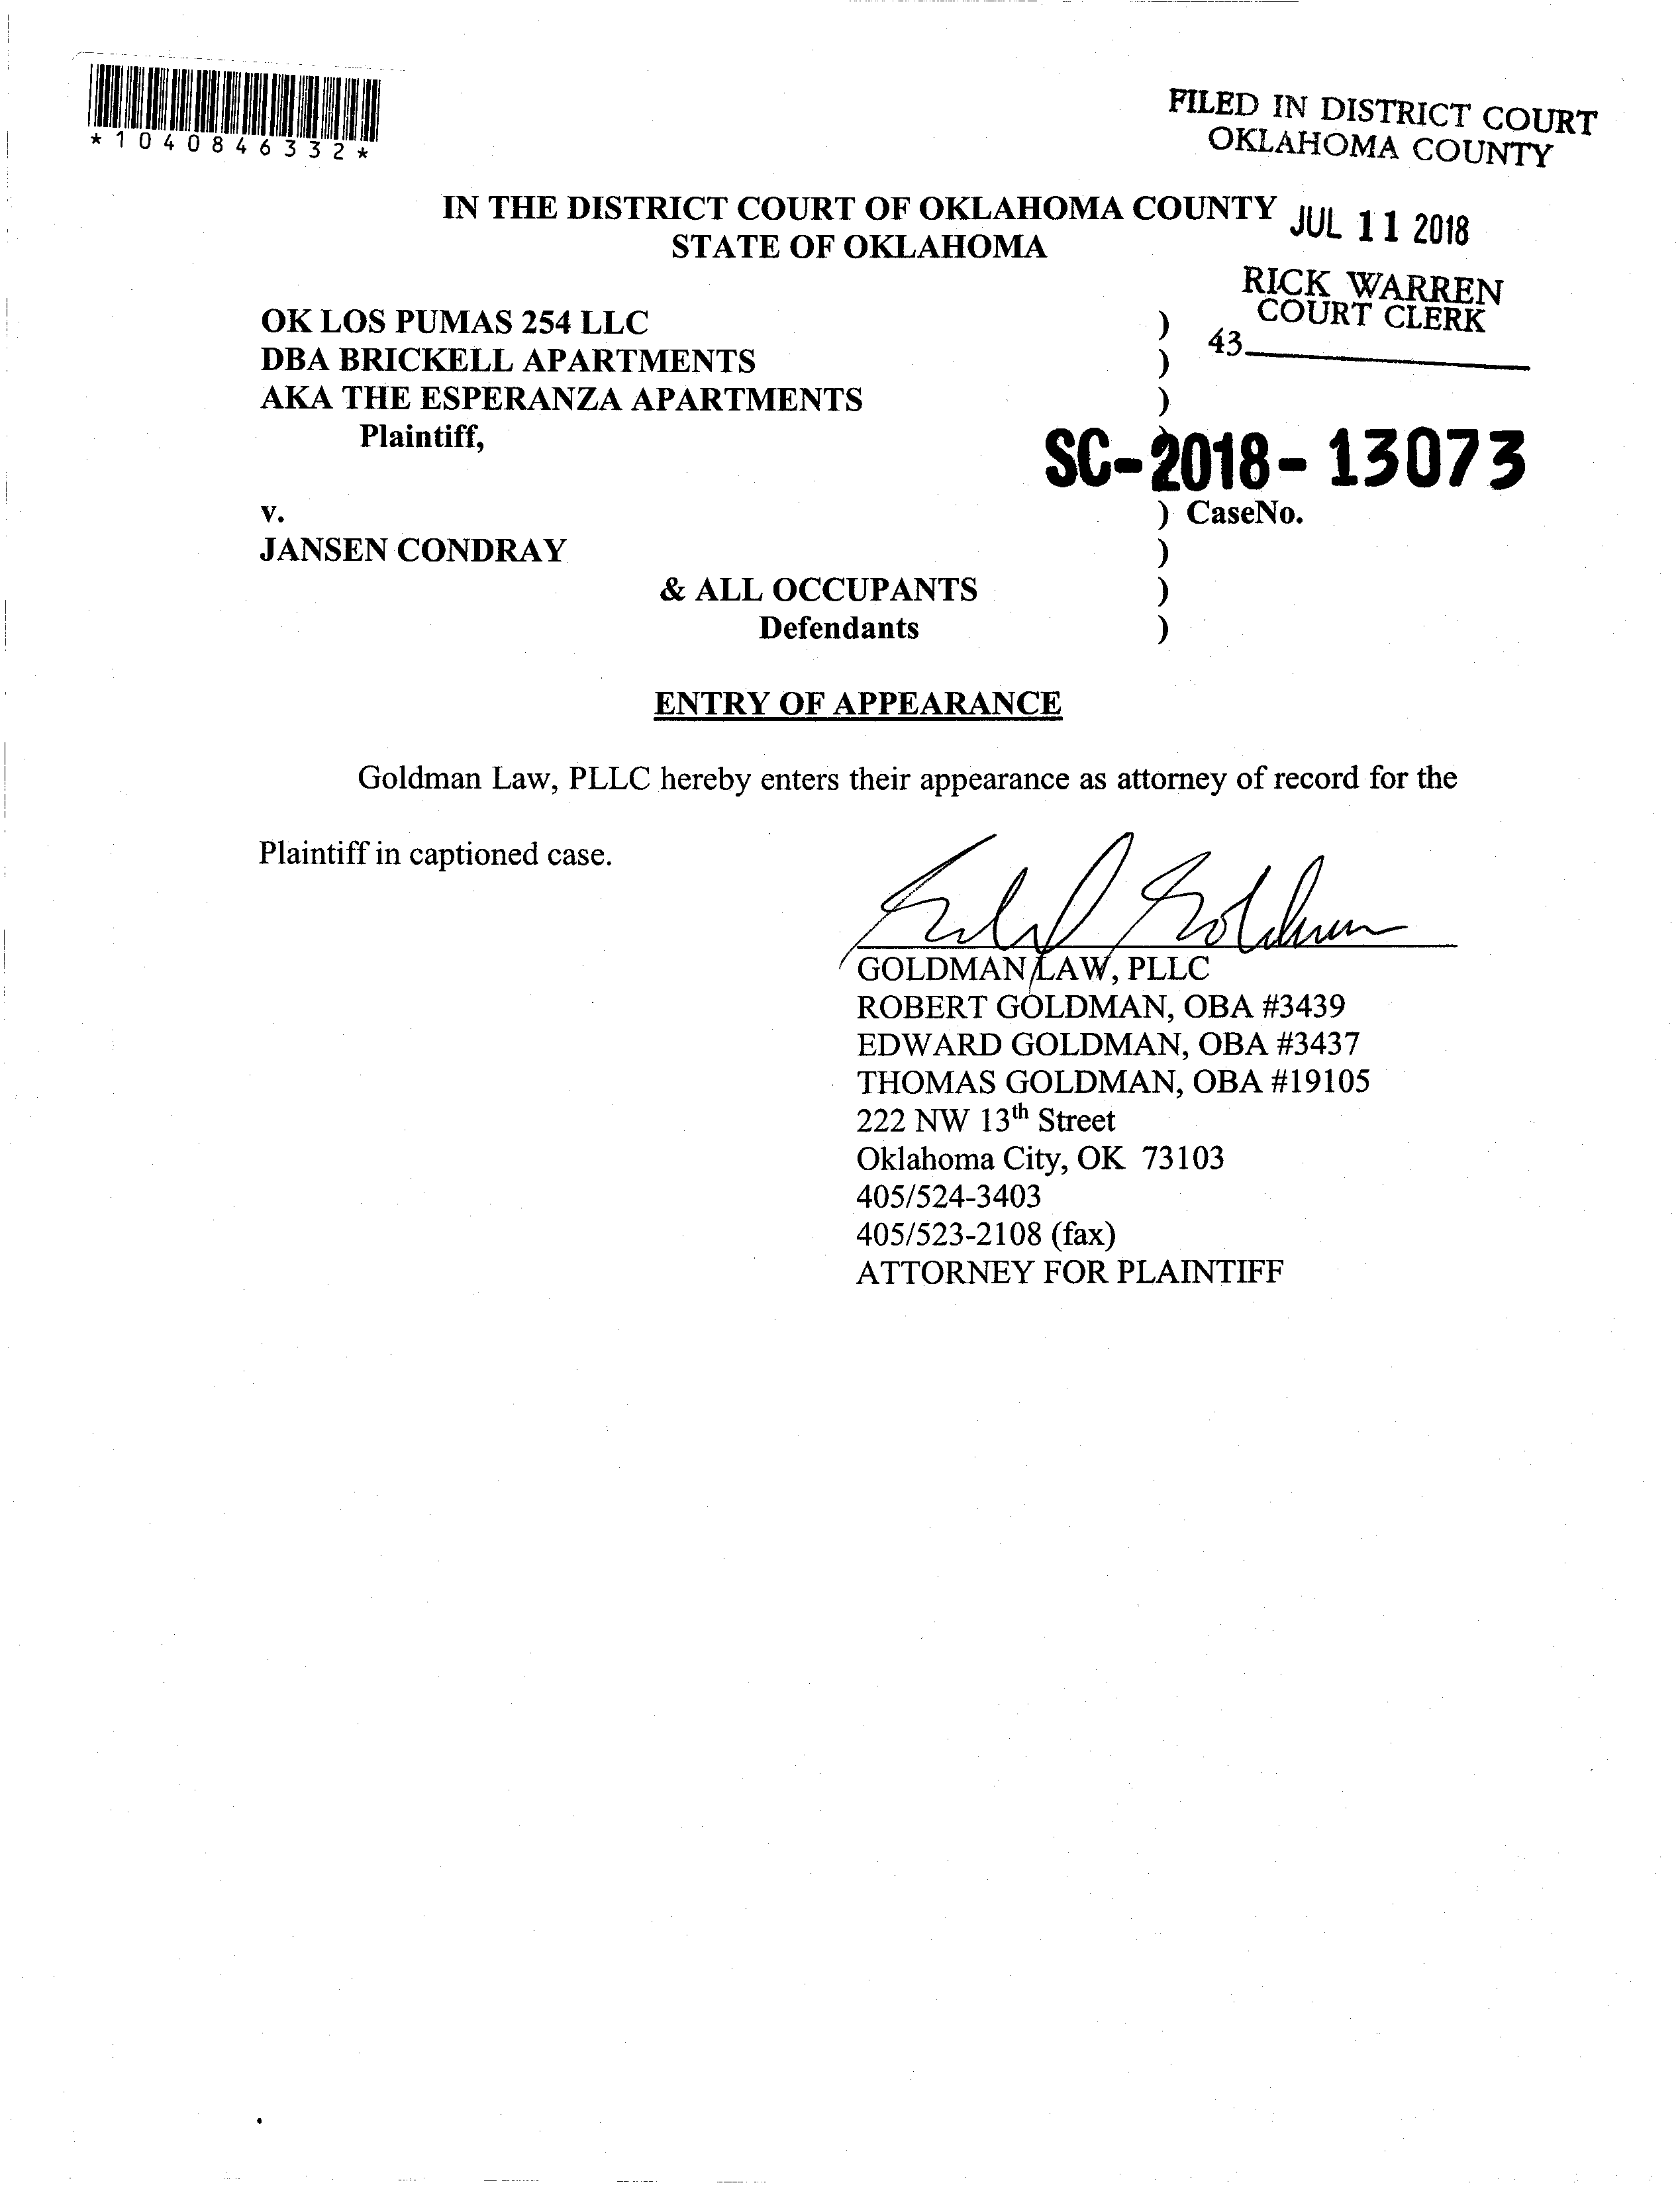 *1040846332*
FILED IN DISTRICT COURT
OKLAHOMA COUNTY
IN THE DISTRICT COURT OF OKLAHOMA COUNTY
STATE OF OKLAHOMA
JUL 11 2018
RICK WARREN
COURT CLERK
43
OK LOS PUMAS 254 LLC )
DBA BRICKELL APARTMENTS )
AKA THE ESPERANZA APARTMENTS )
Plaintiff, )
SC-2018-13073
v. ) CaseNo.
JANSEN CONDRAY )
& ALL OCCUPANTS )
Defendants )
ENTRY OF APPEARANCE
Goldman Law, PLLC hereby enters their appearance as attorney of record for the
Plaintiff in captioned case.
GOLDMAN LAW, PLLC
ROBERT GOLDMAN, OBA #3439
EDWARD GOLDMAN, OBA #3437
THOMAS GOLDMAN, OBA #19105
222 NW 13th Street
Oklahoma City, OK 73103
405/524-3403
405/523-2108 (fax)
ATTORNEY FOR PLAINTIFF